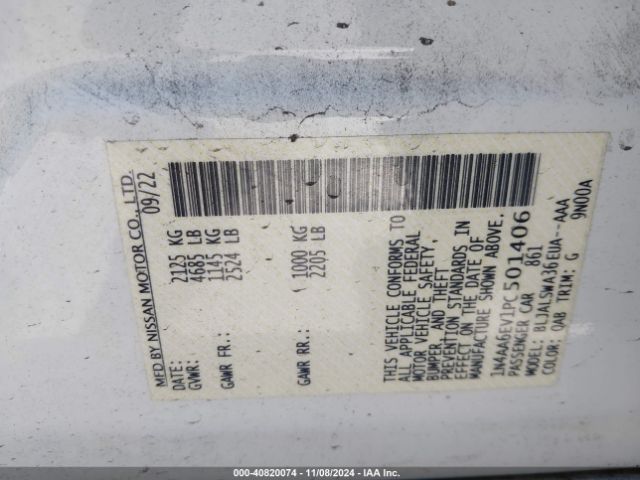 MFD BY NISSAN MOTOR CO., LTD.
DATE: 09/22
GVWR: 2125 KG
4685 LB
GAWR FR: 1145 KG
2524 LB
GAWR RR: 1000 KG
2205 LB
THIS VEHICLE CONFORMS TO
ALL APPLICABLE FEDERAL
MOTOR VEHICLE SAFETY,
BUMPER, AND THEFT
PREVENTION STANDARDS IN
EFFECT ON THE DATE OF
MANUFACTURE SHOWN ABOVE.
1N4AA6EV1PC501406
PASSENGER CAR 861
MODEL: BLJALSWA36EUA--AAA
COLOR: QAB TRIM: G 9N00A
000-40820074 | 11/08/2024 - IAA Inc.